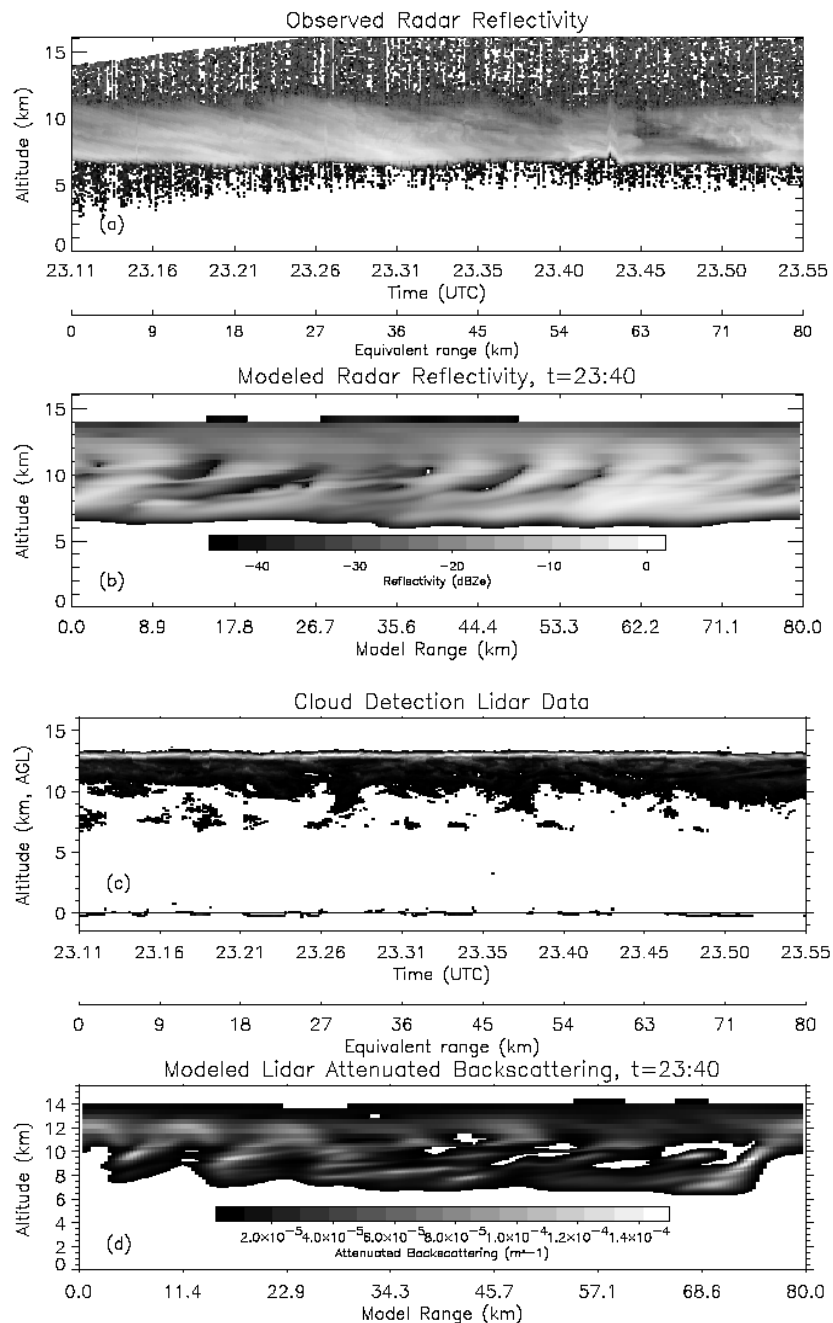 Observed Radar Reflectivity
15
10
5
0
Altitude (km)
(a)
23.11 23.16 23.21 23.26 23.31 23.35 23.40 23.45 23.50 23.55
Time (UTC)
0 9 18 27 36 45 54 63 71 80
Equivalent range (km)
Modeled Radar Reflectivity, t=23:40
15
10
5
0
Altitude (km)
-40 -30 -20 -10 0
Reflectivity (dBZe)
(b)
0.0 8.9 17.8 26.7 35.6 44.4 53.3 62.2 71.1 80.0
Model Range (km)
Cloud Detection Lidar Data
15
10
5
0
Altitude (km, AGL)
(c)
23.11 23.16 23.21 23.26 23.31 23.35 23.40 23.45 23.50 23.55
Time (UTC)
0 9 18 27 36 45 54 63 71 80
Equivalent range (km)
Modeled Lidar Attenuated Backscattering, t=23:40
14
12
10
8
6
4
2
0
Altitude (km)
2.0×10⁻⁵ 4.0×10⁻⁵ 6.0×10⁻⁵ 8.0×10⁻⁵ 1.0×10⁻⁴ 1.2×10⁻⁴ 1.4×10⁻⁴
(d)
0.0 11.4 22.9 34.3 45.7 57.1 68.6 80.0
Model Range (km)